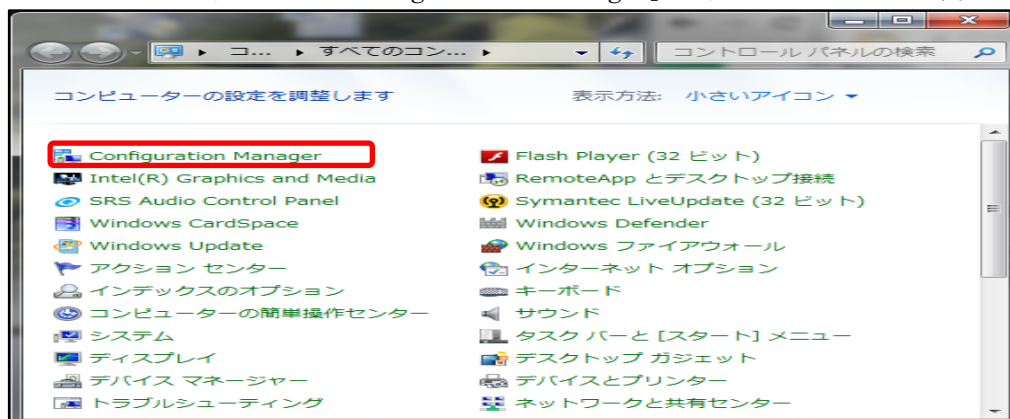 コ... すべてのコン... コントロール パネルの検索
コンピューターの設定を調整します 表示方法: 小さいアイコン
Configuration Manager Flash Player (32 ビット)
Intel(R) Graphics and Media RemoteApp とデスクトップ接続
SRS Audio Control Panel Symantec LiveUpdate (32 ビット)
Windows CardSpace Windows Defender
Windows Update Windows ファイアウォール
アクション センター インターネット オプション
インデックスのオプション キーボード
コンピューターの簡単操作センター サウンド
システム タスク バーと [スタート] メニュー
ディスプレイ デスクトップ ガジェット
デバイス マネージャー デバイスとプリンター
トラブルシューティング ネットワークと共有センター